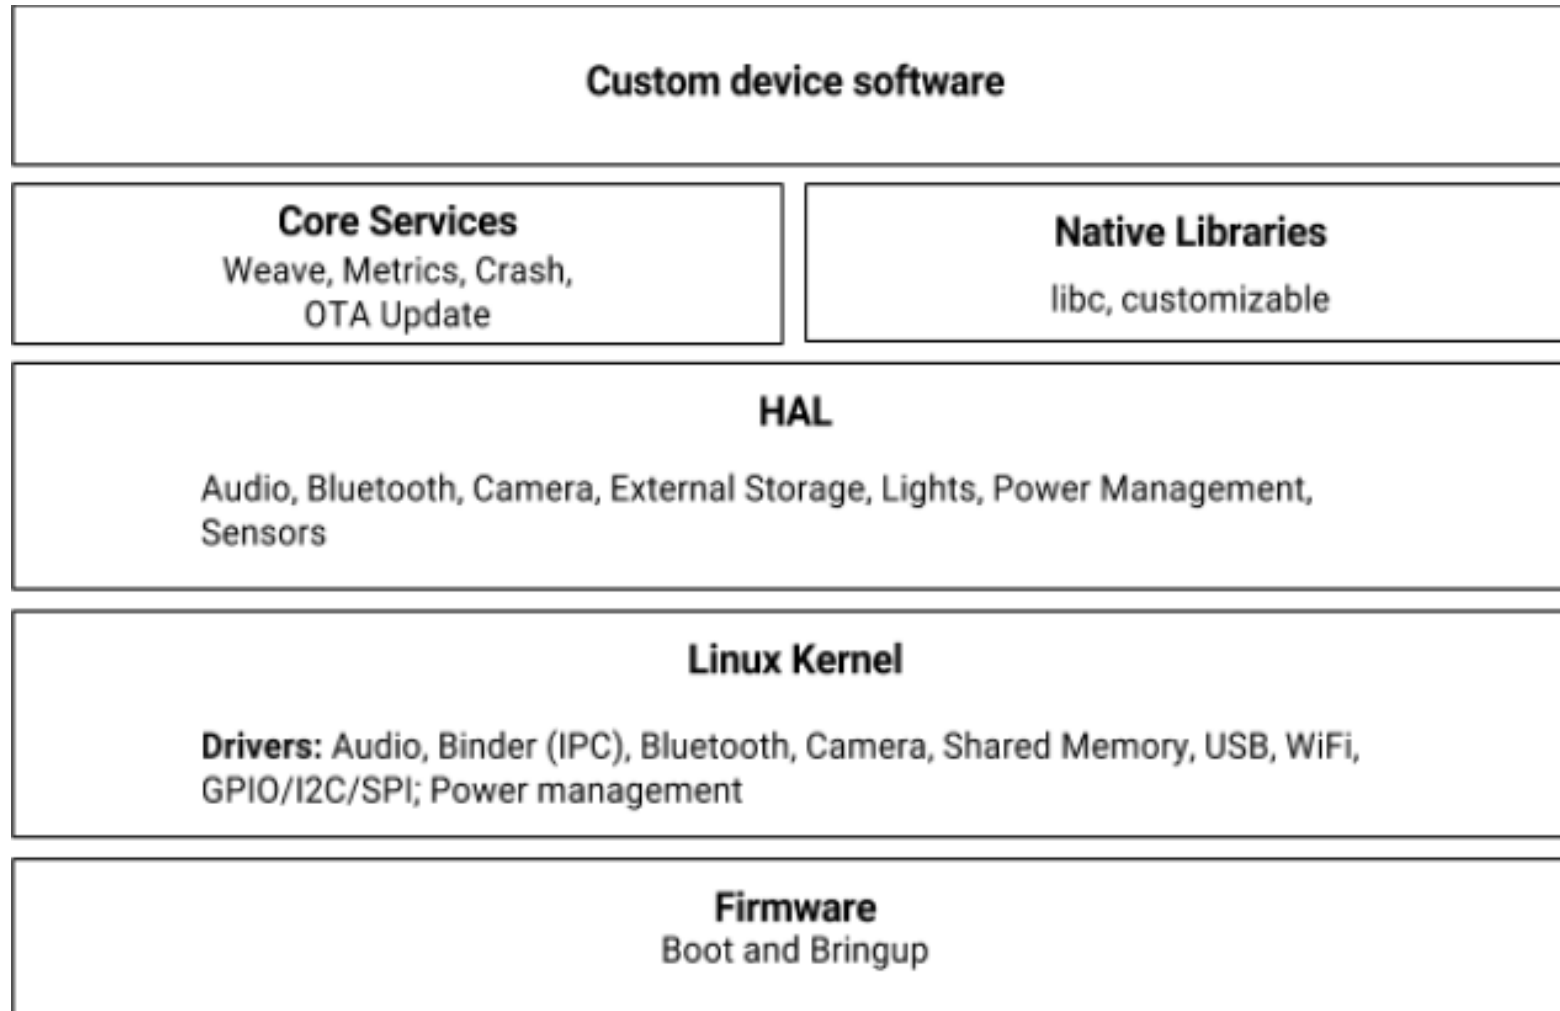 Custom device software
Core Services
Weave, Metrics, Crash,
OTA Update
Native Libraries
libc, customizable
HAL
Audio, Bluetooth, Camera, External Storage, Lights, Power Management,
Sensors
Linux Kernel
Drivers: Audio, Binder (IPC), Bluetooth, Camera, Shared Memory, USB, WiFi,
GPIO/I2C/SPI; Power management
Firmware
Boot and Bringup